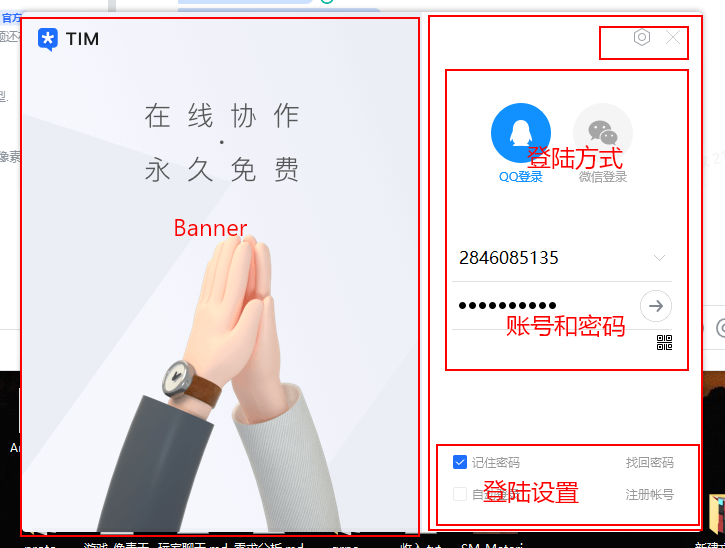 官方
TIM
在线协作
·
永久免费
Banner
登陆方式
QQ登录
微信登录
2846085135
账号和密码
记住密码
找回密码
登陆设置
注册帐号